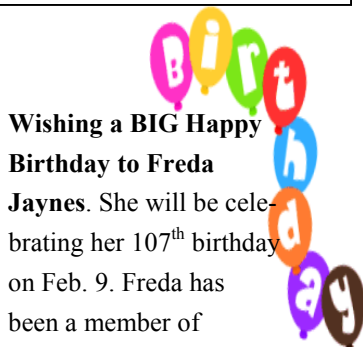 Birthday
Wishing a BIG Happy
Birthday to Freda
Jaynes. She will be cele-
brating her 107th birthday
on Feb. 9. Freda has
been a member of